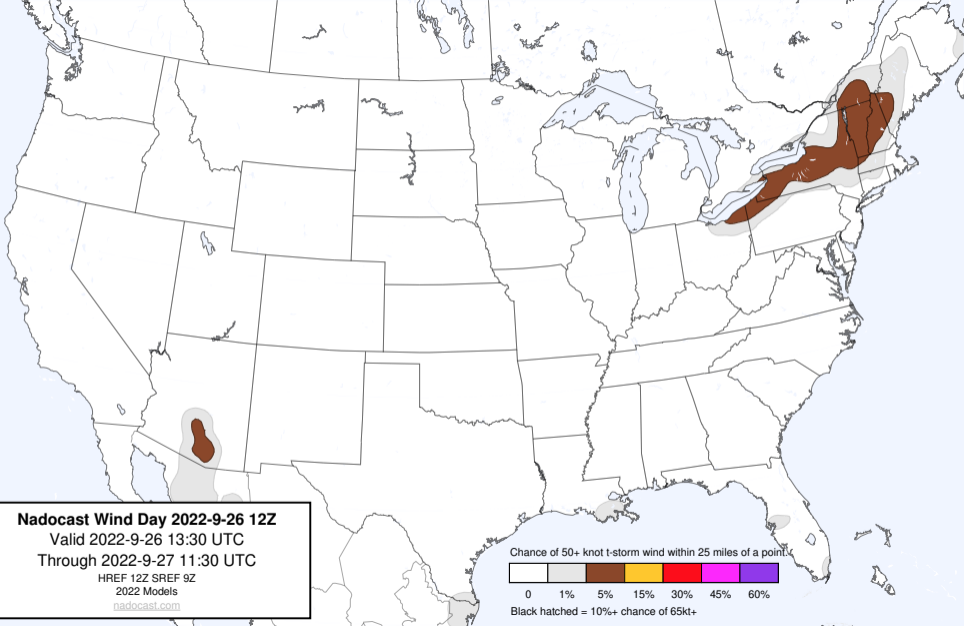 Nadocast Wind Day 2022-9-26 12Z
Valid 2022-9-26 13:30 UTC
Through 2022-9-27 11:30 UTC
HREF 12Z SREF 9Z
2022 Models
nadocast.com
Chance of 50+ knot t-storm wind within 25 miles of a point.
0 1% 5% 15% 30% 45% 60%
Black hatched = 10%+ chance of 65kt+